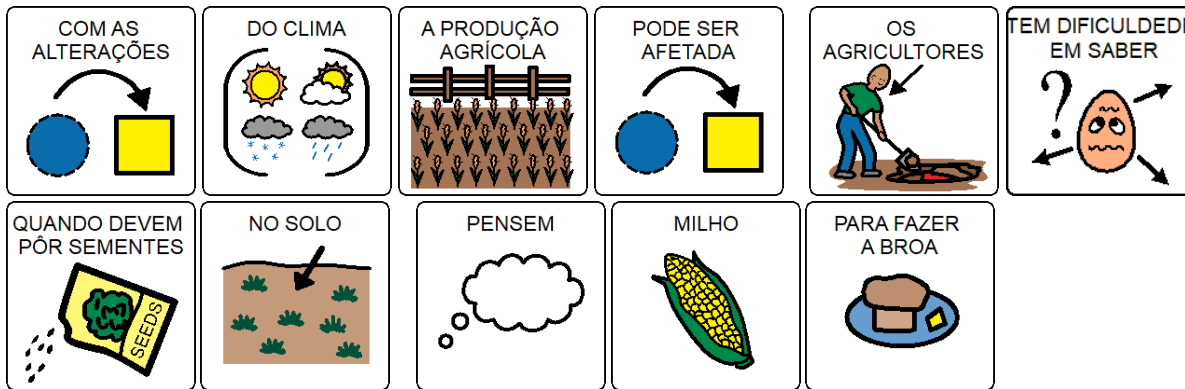 COM AS
ALTERAÇÕES
DO CLIMA
A PRODUÇÃO
AGRÍCOLA
PODE SER
AFETADA
OS
AGRICULTORES
TEM DIFICULDEDE
EM SABER
QUANDO DEVEM
PÔR SEMENTES
SEEDS
NO SOLO
PENSEM
MILHO
PARA FAZER
A BROA